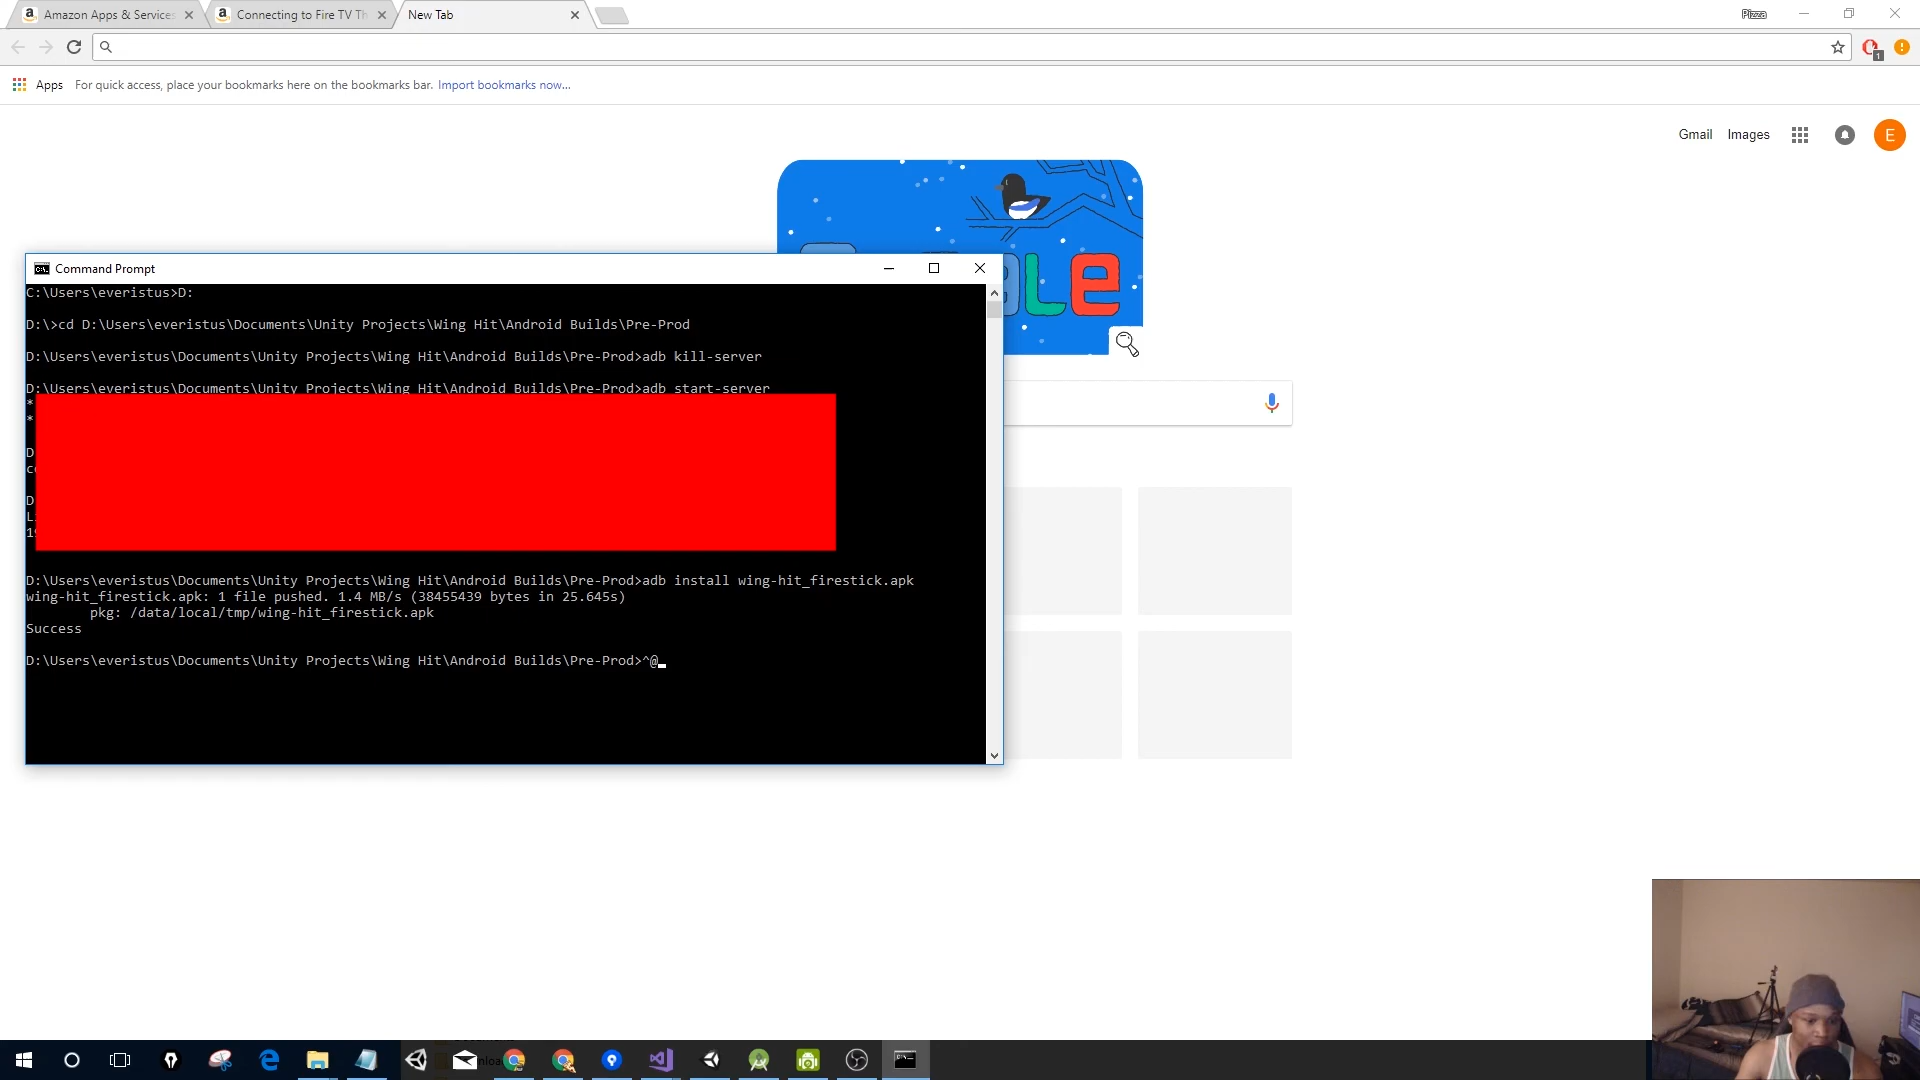 Amazon Apps & Services
Connecting to Fire TV Th
New Tab
Pizza
1
Apps
For quick access, place your bookmarks here on the bookmarks bar. Import bookmarks now...
Gmail
Images
E
Command Prompt
C:\Users\everistus>D:
D:\>cd D:\Users\everistus\Documents\Unity Projects\Wing Hit\Android Builds\Pre-Prod
D:\Users\everistus\Documents\Unity Projects\Wing Hit\Android Builds\Pre-Prod>adb kill-server
D:\Users\everistus\Documents\Unity Projects\Wing Hit\Android Builds\Pre-Prod>adb start-server
*
*
D
D
D:\Users\everistus\Documents\Unity Projects\Wing Hit\Android Builds\Pre-Prod>adb install wing-hit_firestick.apk
wing-hit_firestick.apk: 1 file pushed. 1.4 MB/s (38455439 bytes in 25.645s)
pkg: /data/local/tmp/wing-hit_firestick.apk
Success
D:\Users\everistus\Documents\Unity Projects\Wing Hit\Android Builds\Pre-Prod>^@